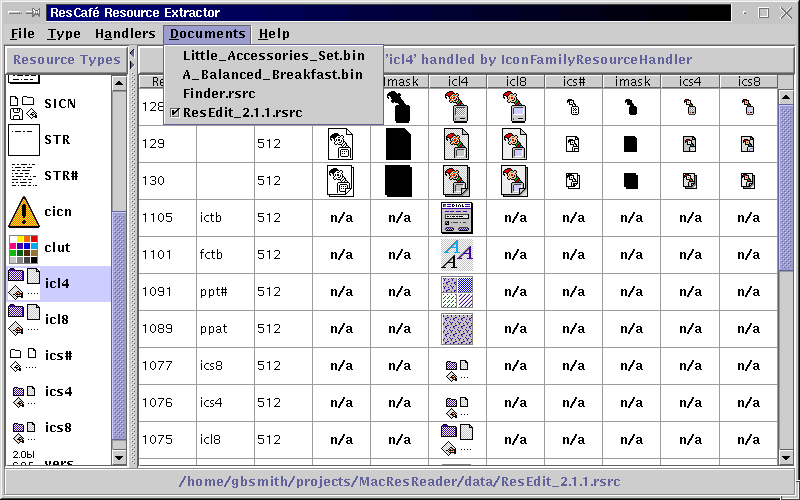 ResCafé Resource Extractor
File Type Handlers Documents Help
Little_Accessories_Set.bin
A_Balanced_Breakfast.bin
Finder.rsrc
ResEdit_2.1.1.rsrc
Resource Types
'icl4' handled by IconFamilyResourceHandler
SICN
STR
STR#
cicn
clut
icl4
icl8
ics#
ics4
ics8
vers
icl4 icl8 ics# imask ics4 ics8
128
129 512
130 512
1105 ictb 512 n/a n/a n/a n/a n/a n/a n/a
1101 fctb 512 n/a n/a n/a n/a n/a n/a n/a
1091 ppt# 512 n/a n/a n/a n/a n/a n/a n/a
1089 ppat 512 n/a n/a n/a n/a n/a n/a n/a
1077 ics8 512 n/a n/a n/a n/a n/a n/a n/a
1076 ics4 512 n/a n/a n/a n/a n/a n/a n/a
1075 icl8 512 n/a n/a n/a n/a n/a n/a n/a
/home/gbsmith/projects/MacResReader/data/ResEdit_2.1.1.rsrc